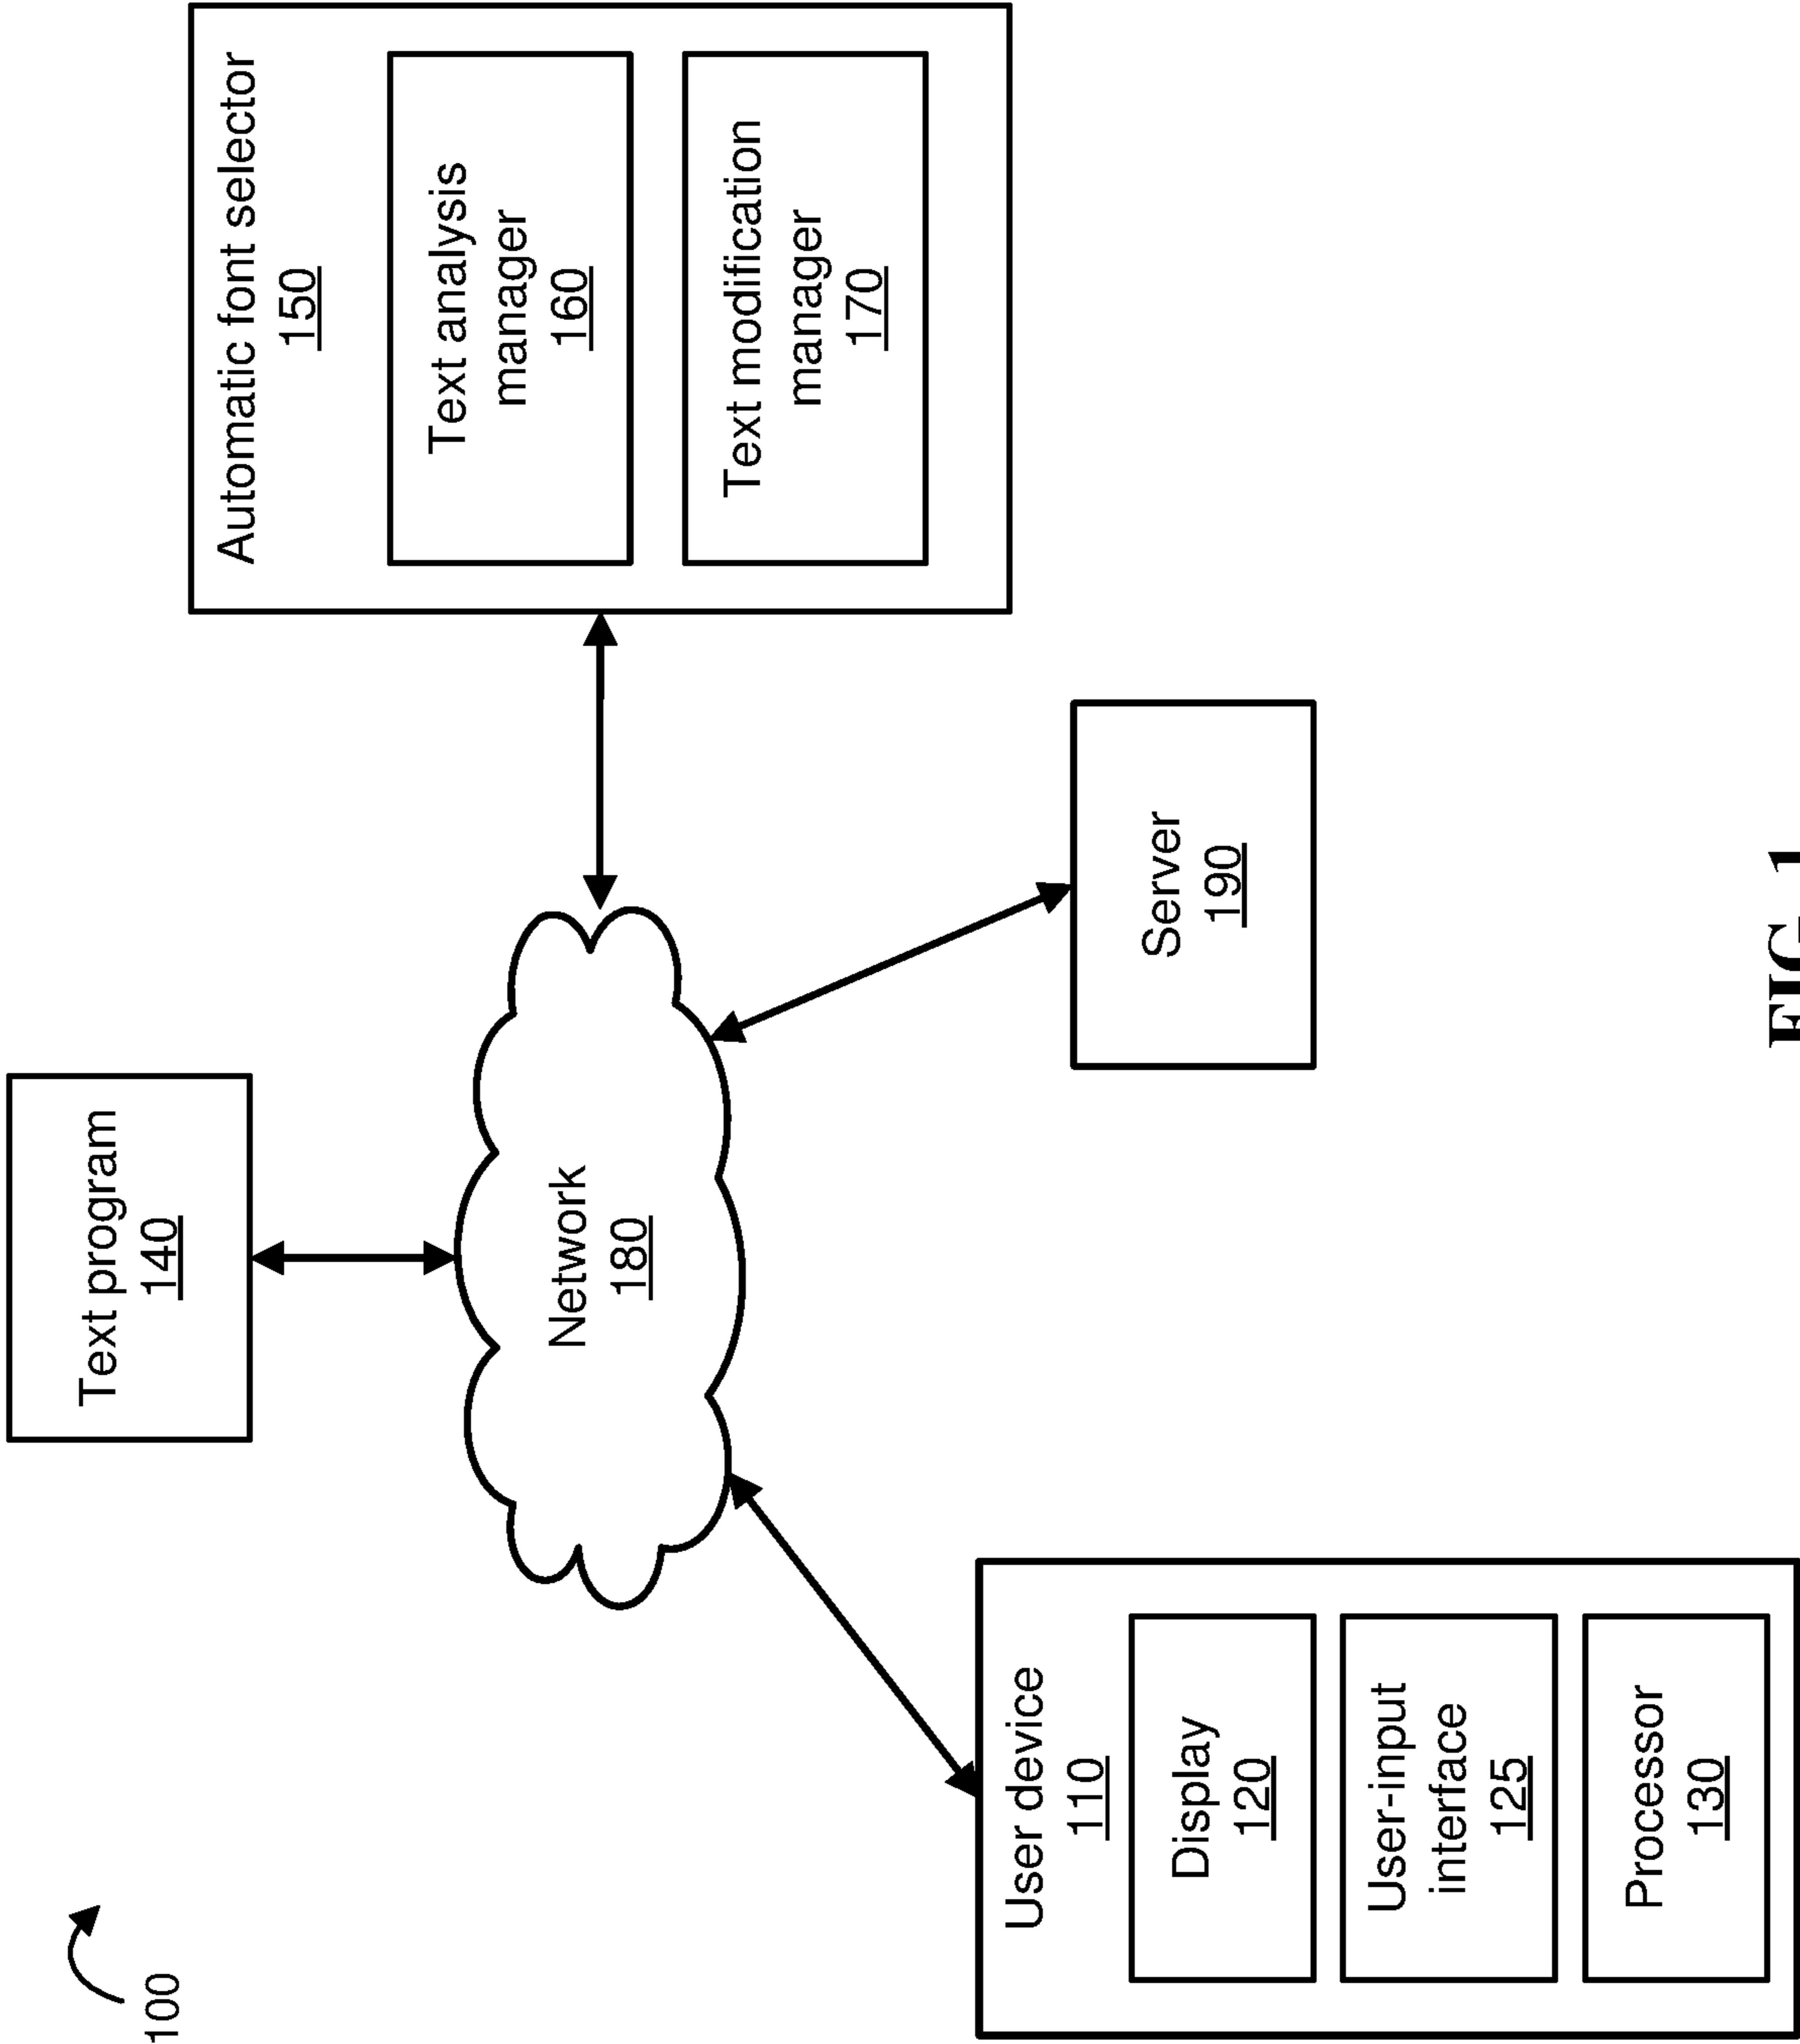 100
Text program
140
Automatic font selector
150
Text analysis
manager
160
Text modification
manager
170
Network
180
User device
110
Display
120
User-input
interface
125
Processor
130
Server
190
FIG. 1